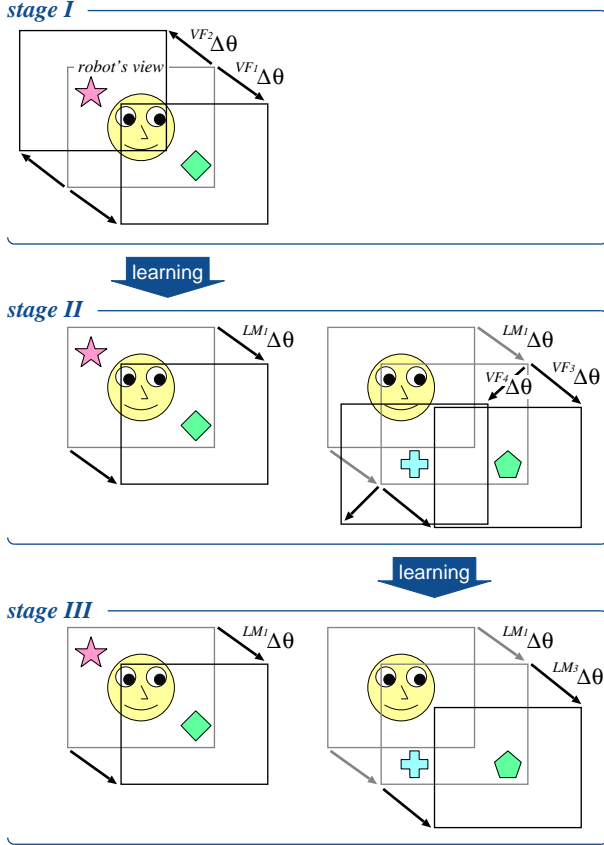 stage I
VF2Δθ
VF1Δθ
robot's view
learning
stage II
LM1Δθ
LM1Δθ
VF3Δθ
VF4Δθ
learning
stage III
LM1Δθ
LM1Δθ
LM3Δθ